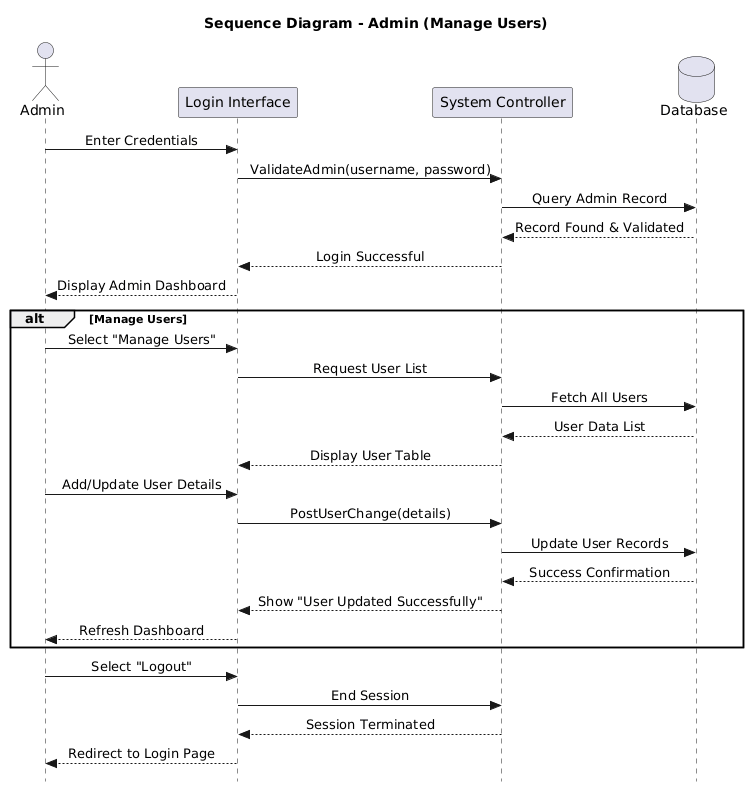 Sequence Diagram - Admin (Manage Users)
Admin
Login Interface
System Controller
Database
Enter Credentials
ValidateAdmin(username, password)
Query Admin Record
Record Found & Validated
Login Successful
Display Admin Dashboard
alt [Manage Users]
Select "Manage Users"
Request User List
Fetch All Users
User Data List
Display User Table
Add/Update User Details
PostUserChange(details)
Update User Records
Success Confirmation
Show "User Updated Successfully"
Refresh Dashboard
Select "Logout"
End Session
Session Terminated
Redirect to Login Page